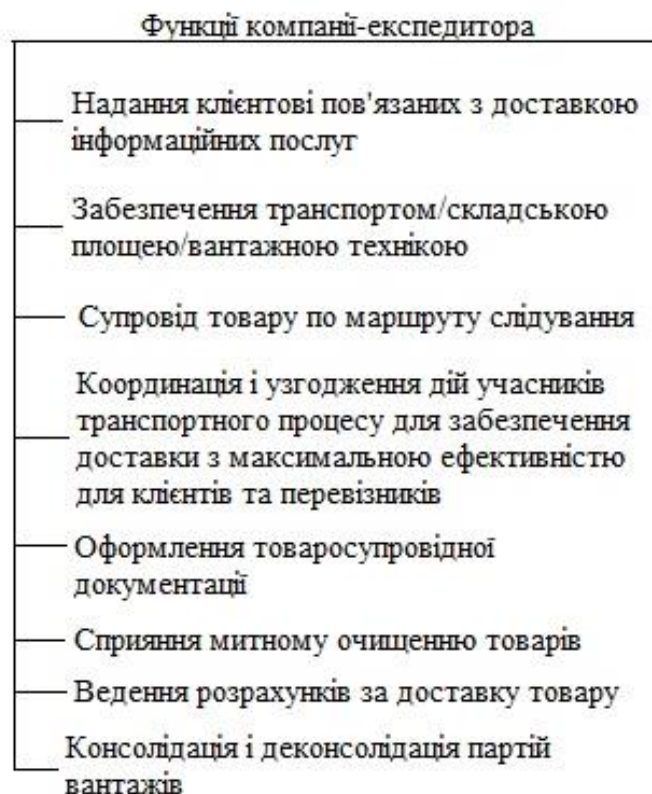 Функції компанії-експедитора
Надання клієнтові пов'язаних з доставкою
інформаційних послуг
Забезпечення транспортом/складською
площею/вантажною технікою
Супровід товару по маршруту слідування
Координація і узгодження дій учасників
транспортного процесу для забезпечення
доставки з максимальною ефективністю
для клієнтів та перевізників
Оформлення товаросупровідної
документації
Сприяння митному очищенню товарів
Ведення розрахунків за доставку товару
Консолідація і деконсолідація партій
вантажів